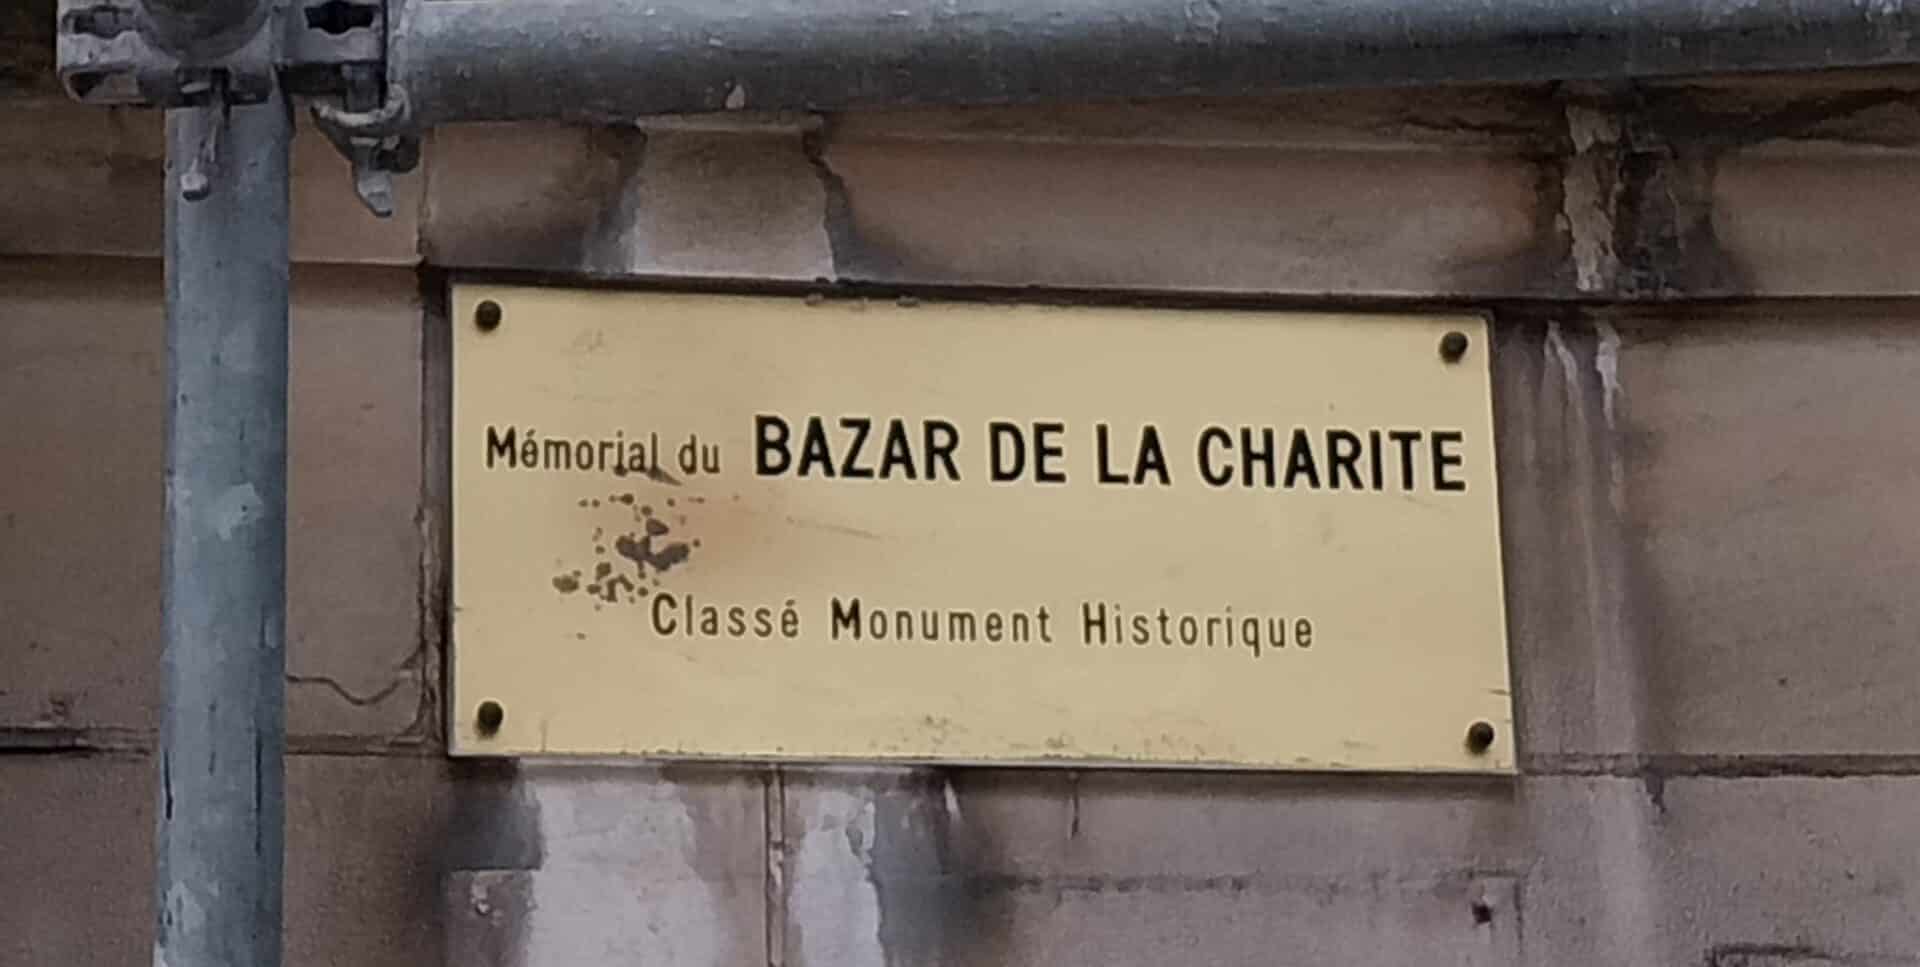 Mémorial du BAZAR DE LA CHARITE
Classé Monument Historique